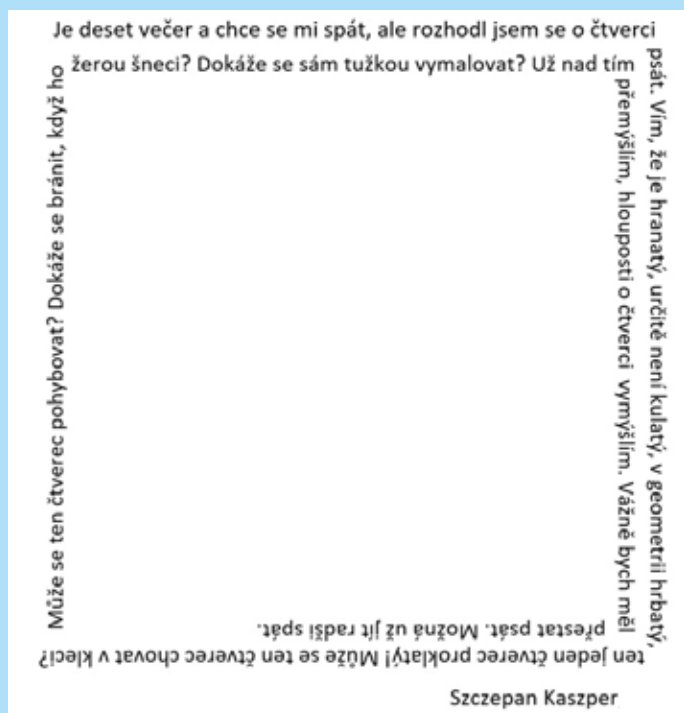 Je deset večer a chce se mi spát, ale rozhodl jsem se o čtverci
psát. Vím, že je hranatý, určitě není kulatý, v geometrii hrbatý,
ten jeden čtverec proklatý! Může se ten čtverec chovat v kleci?
Může se ten čtverec pohybovat? Dokáže se bránit, když ho
žerou šneci? Dokáže se sám tužkou vymalovat? Už nad tím
přemýšlím, hlouposti o čtverci vymýšlím. Vážně bych měl
přestat psát. Možná už jít radši spát.
Szczepan Kaszper